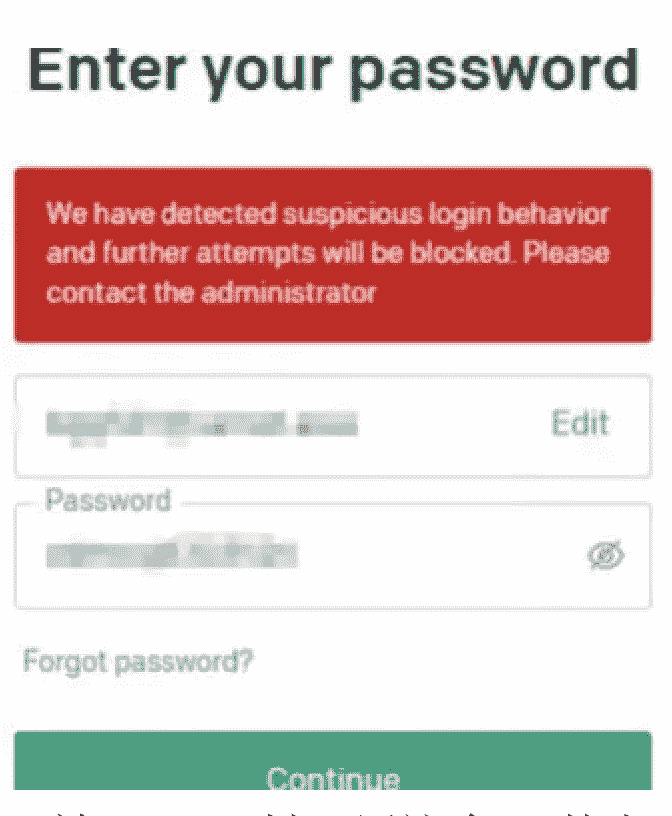 Enter your password
We have detected suspicious login behavior
and further attempts will be blocked. Please
contact the administrator
Edit
Password
Forgot password?
Continue